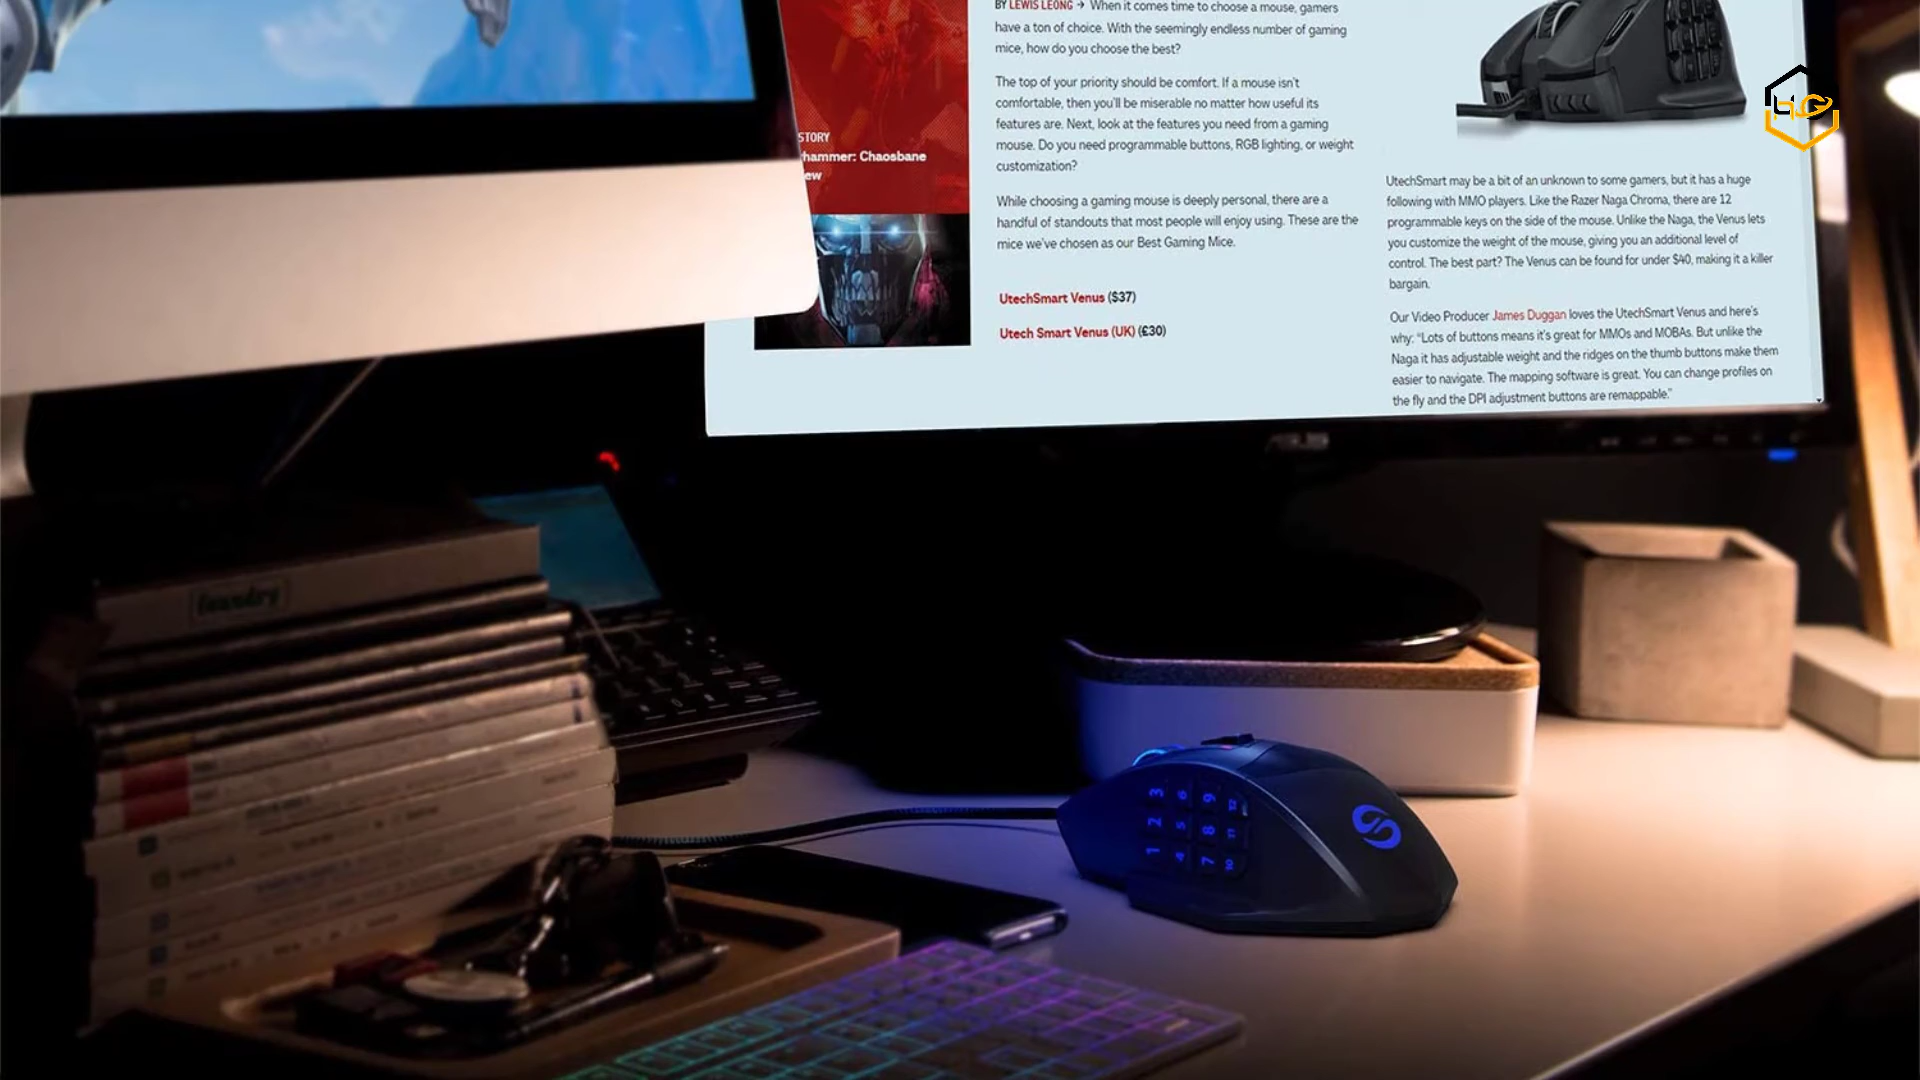 BY LEWIS LEONG → When it comes time to choose a mouse, gamers
have a ton of choice. With the seemingly endless number of gaming
mice, how do you choose the best?
The top of your priority should be comfort. If a mouse isn't
comfortable, then you'll be miserable no matter how useful its
features are. Next, look at the features you need from a gaming
mouse. Do you need programmable buttons, RGB lighting, or weight
customization?
While choosing a gaming mouse is deeply personal, there are a
handful of standouts that most people will enjoy using. These are the
mice we've chosen as our Best Gaming Mice.
UtechSmart Venus ($37)
Utech Smart Venus (UK) (£30)
STORY
hammer: Chaosbane
ew
UtechSmart may be a bit of an unknown to some gamers, but it has a huge
following with MMO players. Like the Razer Naga Chroma, there are 12
programmable keys on the side of the mouse. Unlike the Naga, the Venus lets
you customize the weight of the mouse, giving you an additional level of
control. The best part? The Venus can be found for under $40, making it a killer
bargain.
Our Video Producer James Duggan loves the UtechSmart Venus and here's
why: “Lots of buttons means it's great for MMOs and MOBAs. But unlike the
Naga it has adjustable weight and the ridges on the thumb buttons make them
easier to navigate. The mapping software is great. You can change profiles on
the fly and the DPI adjustment buttons are remappable.”
ASUS
foundry
3 6 9 12
2 5 8 11
1 4 7 10